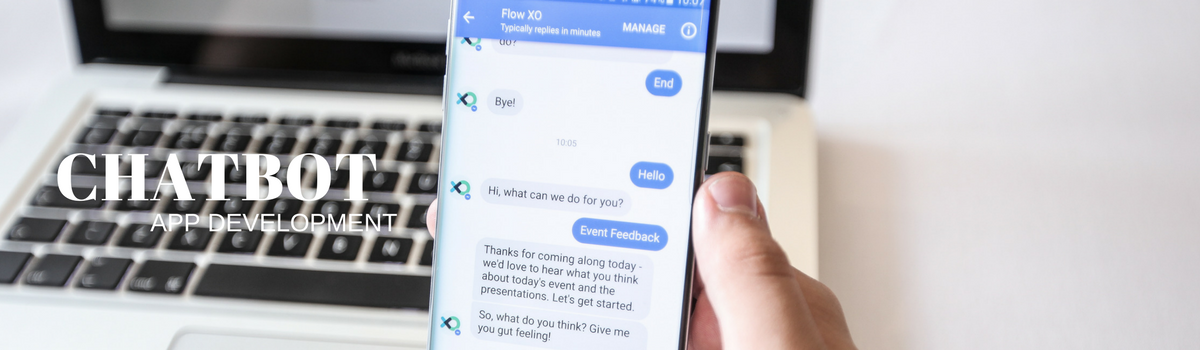 Flow XO
Typically replies in minutes
MANAGE
do?
End
Bye!
10:05
Hello
Hi, what can we do for you?
Event Feedback
Thanks for coming along today -
we'd love to hear what you think
about today's event and the
presentations. Let's get started.
So, what do you think? Give me
you gut feeling!
CHATBOT
APP DEVELOPMENT